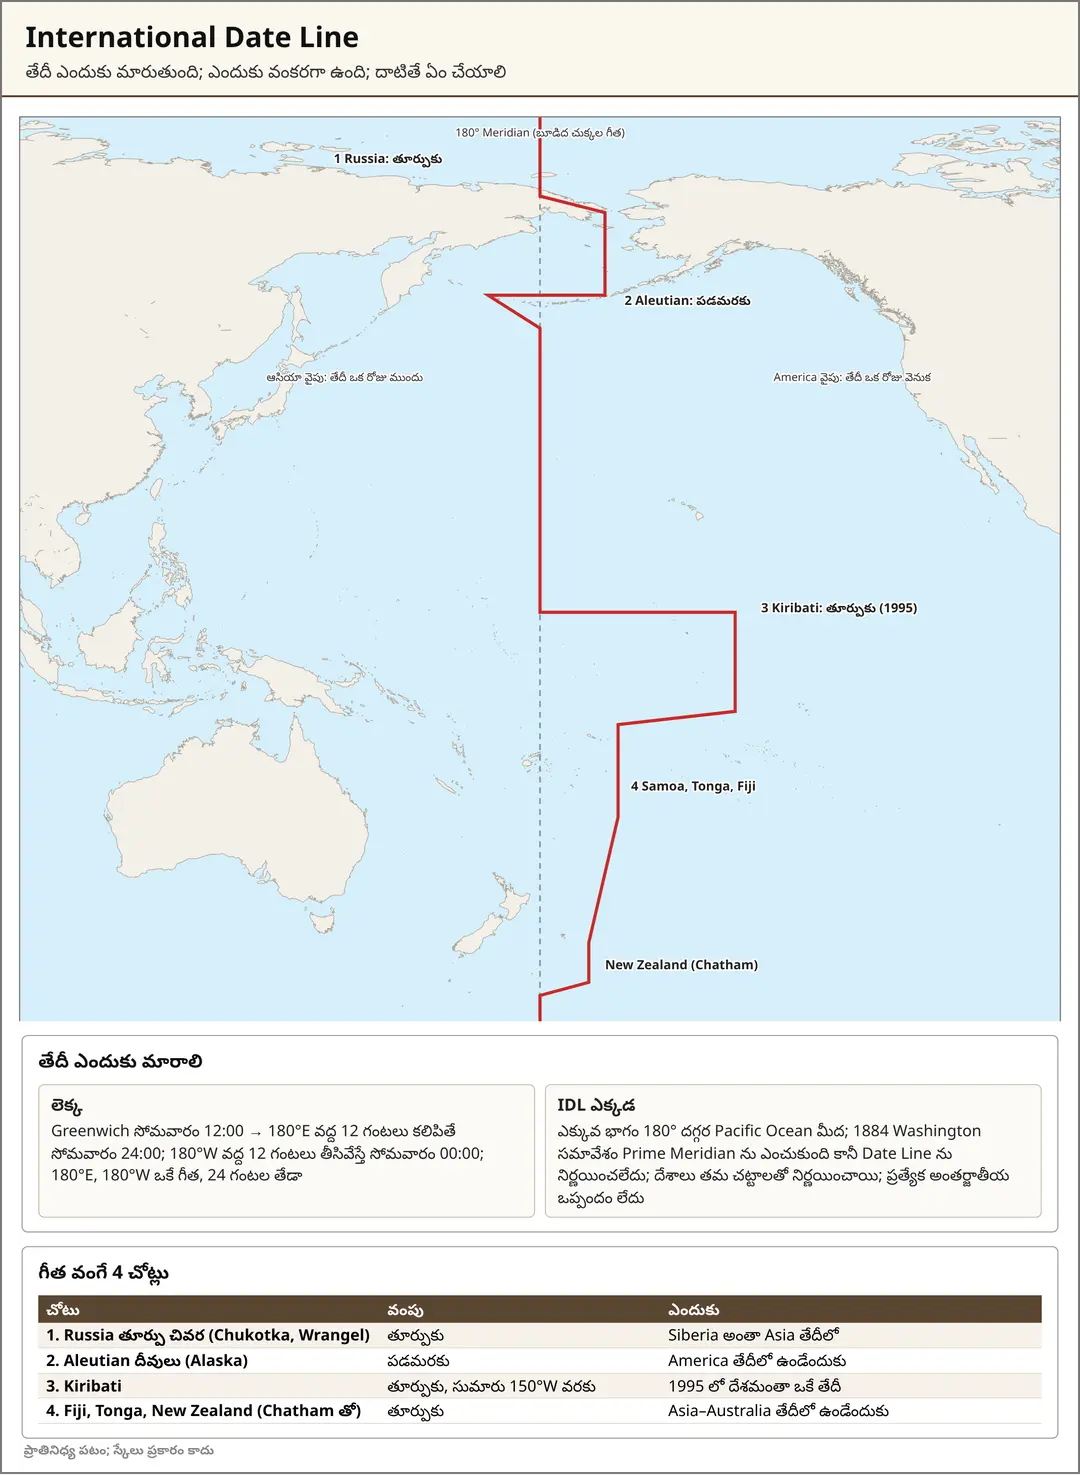 International Date Line
తేదీ ఎందుకు మారుతుంది; ఎందుకు వంకరగా ఉంది; దాటితే ఏం చేయాలి
180° Meridian (బూడిద చుక్కల గీత)
1 Russia: తూర్పుకు
2 Aleutian: పడమరకు
ఆసియా వైపు: తేదీ ఒక రోజు ముందు
America వైపు: తేదీ ఒక రోజు వెనుక
3 Kiribati: తూర్పుకు (1995)
4 Samoa, Tonga, Fiji
New Zealand (Chatham)
తేదీ ఎందుకు మారాలి
లెక్క
Greenwich సోమవారం 12:00 → 180°E వద్ద 12 గంటలు కలిపితే
సోమవారం 24:00; 180°W వద్ద 12 గంటలు తీసివేస్తే సోమవారం 00:00;
180°E, 180°W ఒకే గీత, 24 గంటల తేడా
IDL ఎక్కడ
ఎక్కువ భాగం 180° దగ్గర Pacific Ocean మీద; 1884 Washington
సమావేశం Prime Meridian ను ఎంచుకుంది కానీ Date Line ను
నిర్ణయించలేదు; దేశాలు తమ చట్టాలతో నిర్ణయించాయి; ప్రత్యేక అంతర్జాతీయ
ఒప్పందం లేదు
గీత వంగే 4 చోట్లు
చోటు వంపు ఎందుకు
1. Russia తూర్పు చివర (Chukotka, Wrangel) తూర్పుకు Siberia అంతా Asia తేదీలో
2. Aleutian దీవులు (Alaska) పడమరకు America తేదీలో ఉండేందుకు
3. Kiribati తూర్పుకు, సుమారు 150°W వరకు 1995 లో దేశమంతా ఒకే తేదీ
4. Fiji, Tonga, New Zealand (Chatham తో) తూర్పుకు Asia–Australia తేదీలో ఉండేందుకు
ప్రాతినిధ్య పటం; స్కేలు ప్రకారం కాదు